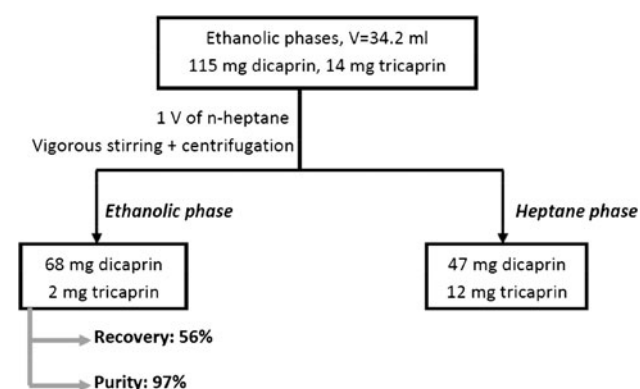 Ethanolic phases, V=34.2 ml
115 mg dicaprin, 14 mg tricaprin
1 V of n-heptane
Vigorous stirring + centrifugation
Ethanolic phase
Heptane phase
68 mg dicaprin
2 mg tricaprin
47 mg dicaprin
12 mg tricaprin
Recovery: 56%
Purity: 97%